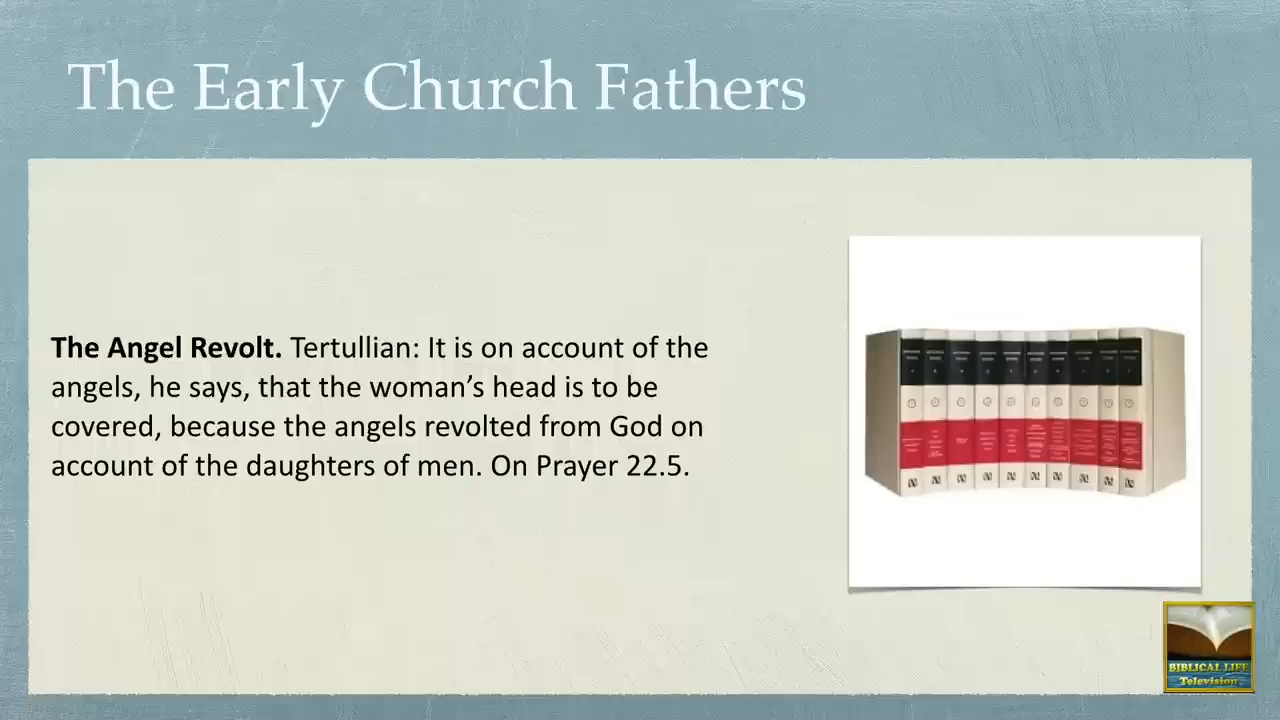 The Early Church Fathers
The Angel Revolt. Tertullian: It is on account of the
angels, he says, that the woman’s head is to be
covered, because the angels revolted from God on
account of the daughters of men. On Prayer 22.5.
BIBLICAL LIFE
Television